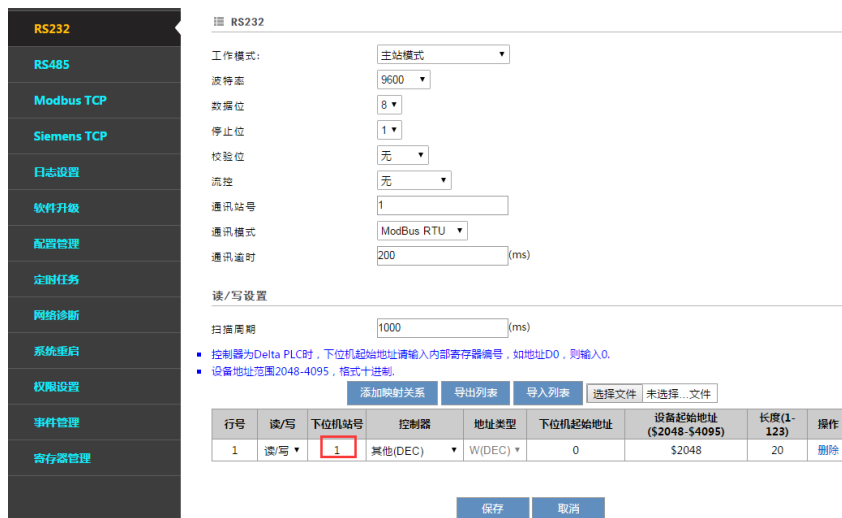 RS232
RS485
Modbus TCP
Siemens TCP
日志设置
软件升级
配置管理
定时任务
网络诊断
系统重启
权限设置
事件管理
寄存器管理
RS232
工作模式: 主站模式
波特率 9600
数据位 8
停止位 1
校验位 无
流控 无
通讯站号 1
通讯模式 ModBus RTU
通讯逾时 200 (ms)
读/写设置
扫描周期 1000 (ms)
控制器为Delta PLC时，下位机起始地址请输入内部寄存器编号，如地址D0，则输入0.
设备地址范围2048-4095，格式十进制.
添加映射关系 导出列表 导入列表 选择文件 未选择...文件
行号 读/写 下位机站号 控制器 地址类型 下位机起始地址 设备起始地址 ($2048-$4095) 长度(1-123) 操作
1 读/写 1 其他(DEC) W(DEC) 0 $2048 20 删除
保存 取消